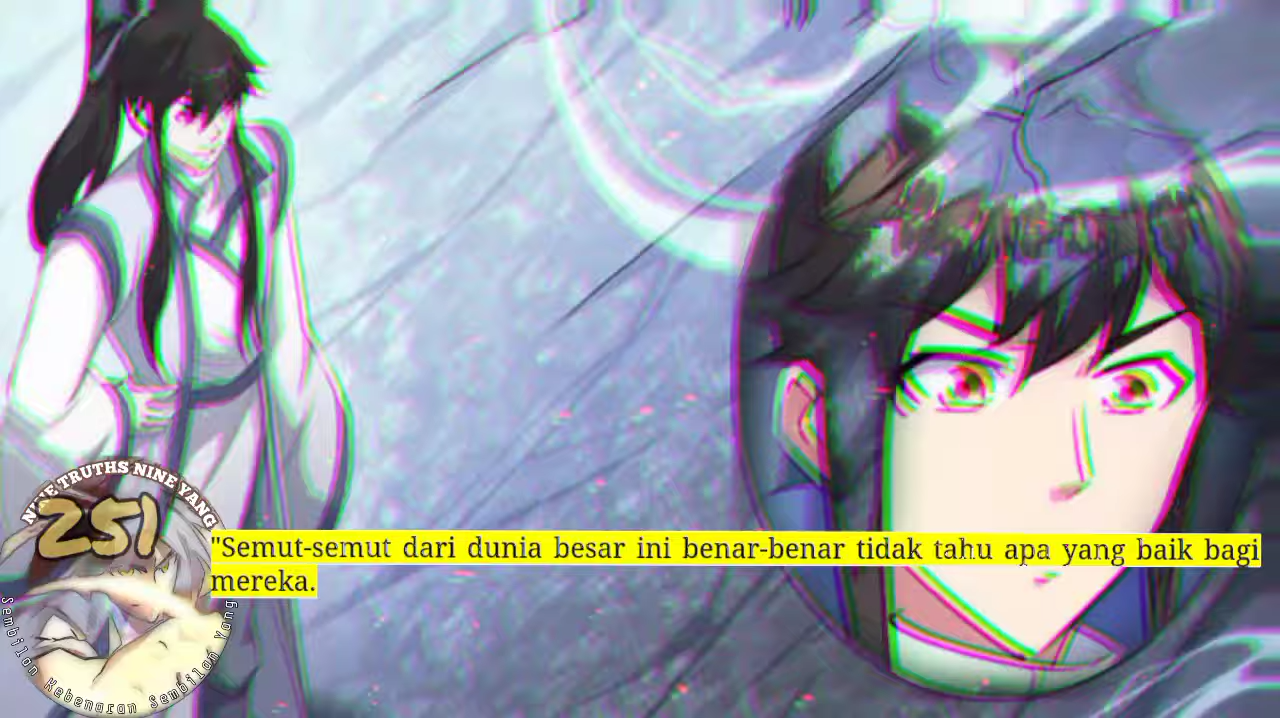 NINE TRUTHS NINE YANG
251
"Semut-semut dari dunia besar ini benar-benar tidak tahu apa yang baik bagi
mereka.
Sembilan Kebenaran Sembilan Yang